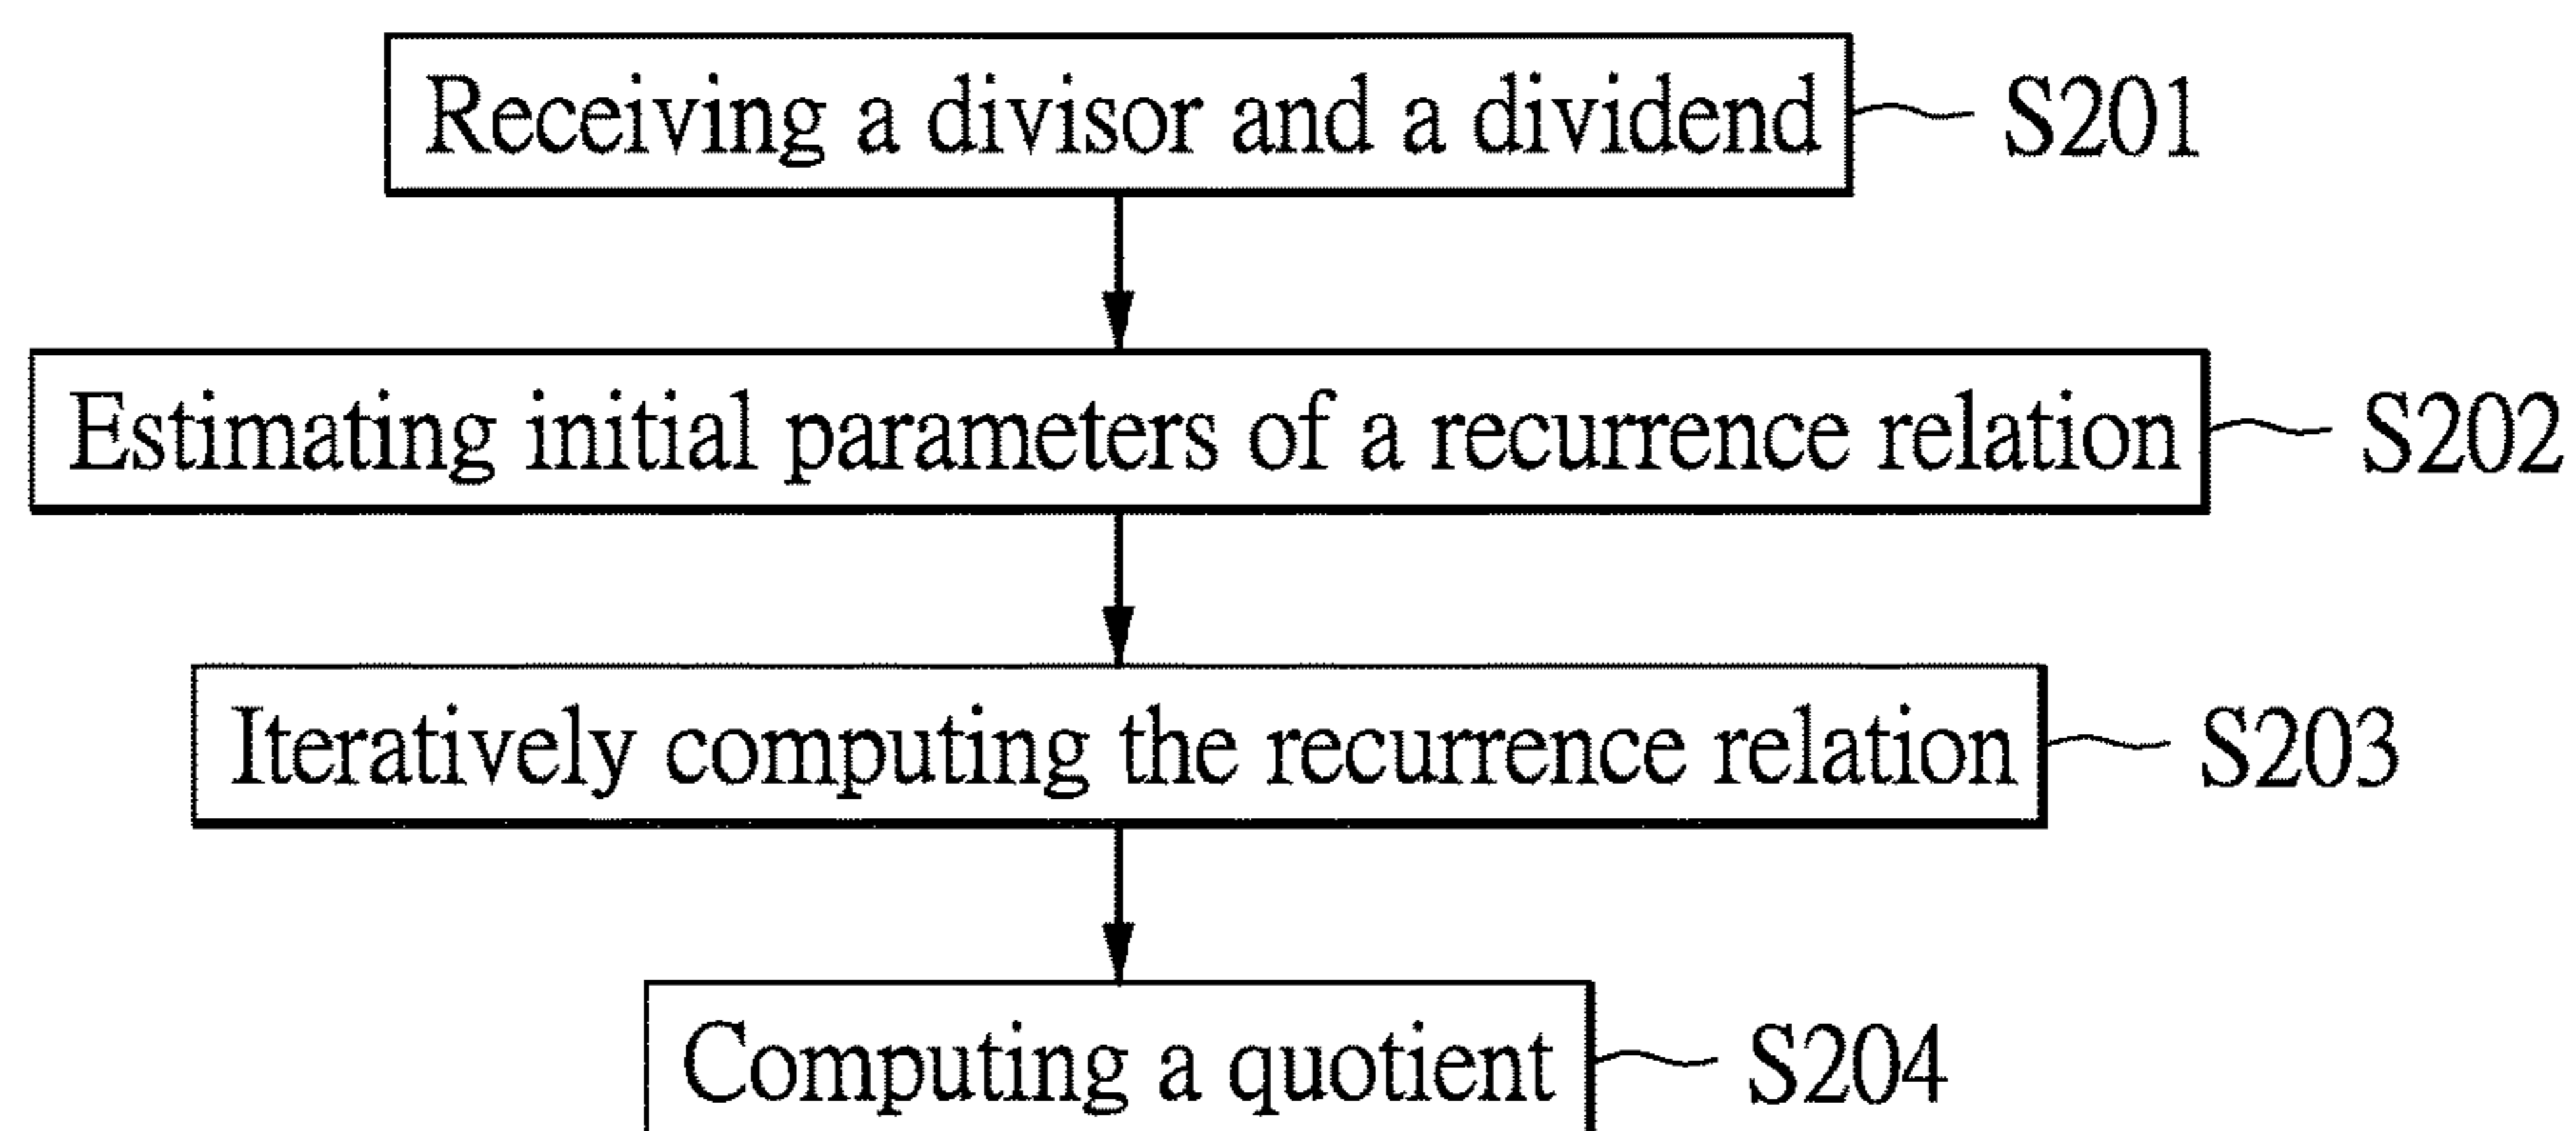 Receiving a divisor and a dividend S201
Estimating initial parameters of a recurrence relation S202
Iteratively computing the recurrence relation S203
Computing a quotient S204